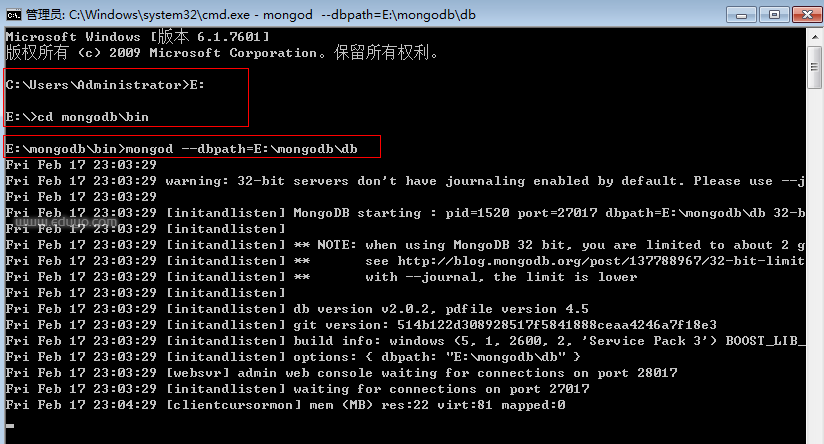 管理员: C:\Windows\system32\cmd.exe - mongod  --dbpath=E:\mongodb\db
Microsoft Windows [版本 6.1.7601]
版权所有 (c) 2009 Microsoft Corporation。保留所有权利。
C:\Users\Administrator>E:
E:\>cd mongodb\bin
E:\mongodb\bin>mongod --dbpath=E:\mongodb\db
Fri Feb 17 23:03:29
Fri Feb 17 23:03:29 warning: 32-bit servers don't have journaling enabled by default. Please use --j
Fri Feb 17 23:03:29
Fri Feb 17 23:03:29 [initandlisten] MongoDB starting : pid=1520 port=27017 dbpath=E:\mongodb\db 32-b
Fri Feb 17 23:03:29 [initandlisten]
Fri Feb 17 23:03:29 [initandlisten] ** NOTE: when using MongoDB 32 bit, you are limited to about 2 g
Fri Feb 17 23:03:29 [initandlisten] **       see http://blog.mongodb.org/post/137788967/32-bit-limit
Fri Feb 17 23:03:29 [initandlisten] **       with --journal, the limit is lower
Fri Feb 17 23:03:29 [initandlisten]
Fri Feb 17 23:03:29 [initandlisten] db version v2.0.2, pdfile version 4.5
Fri Feb 17 23:03:29 [initandlisten] git version: 514b122d308928517f5841888ceaa4246a7f18e3
Fri Feb 17 23:03:29 [initandlisten] build info: windows (5, 1, 2600, 2, 'Service Pack 3') BOOST_LIB_
Fri Feb 17 23:03:29 [initandlisten] options: { dbpath: "E:\mongodb\db" }
Fri Feb 17 23:03:29 [websvr] admin web console waiting for connections on port 28017
Fri Feb 17 23:03:29 [initandlisten] waiting for connections on port 27017
Fri Feb 17 23:04:29 [clientcursormon] mem (MB) res:22 virt:81 mapped:0